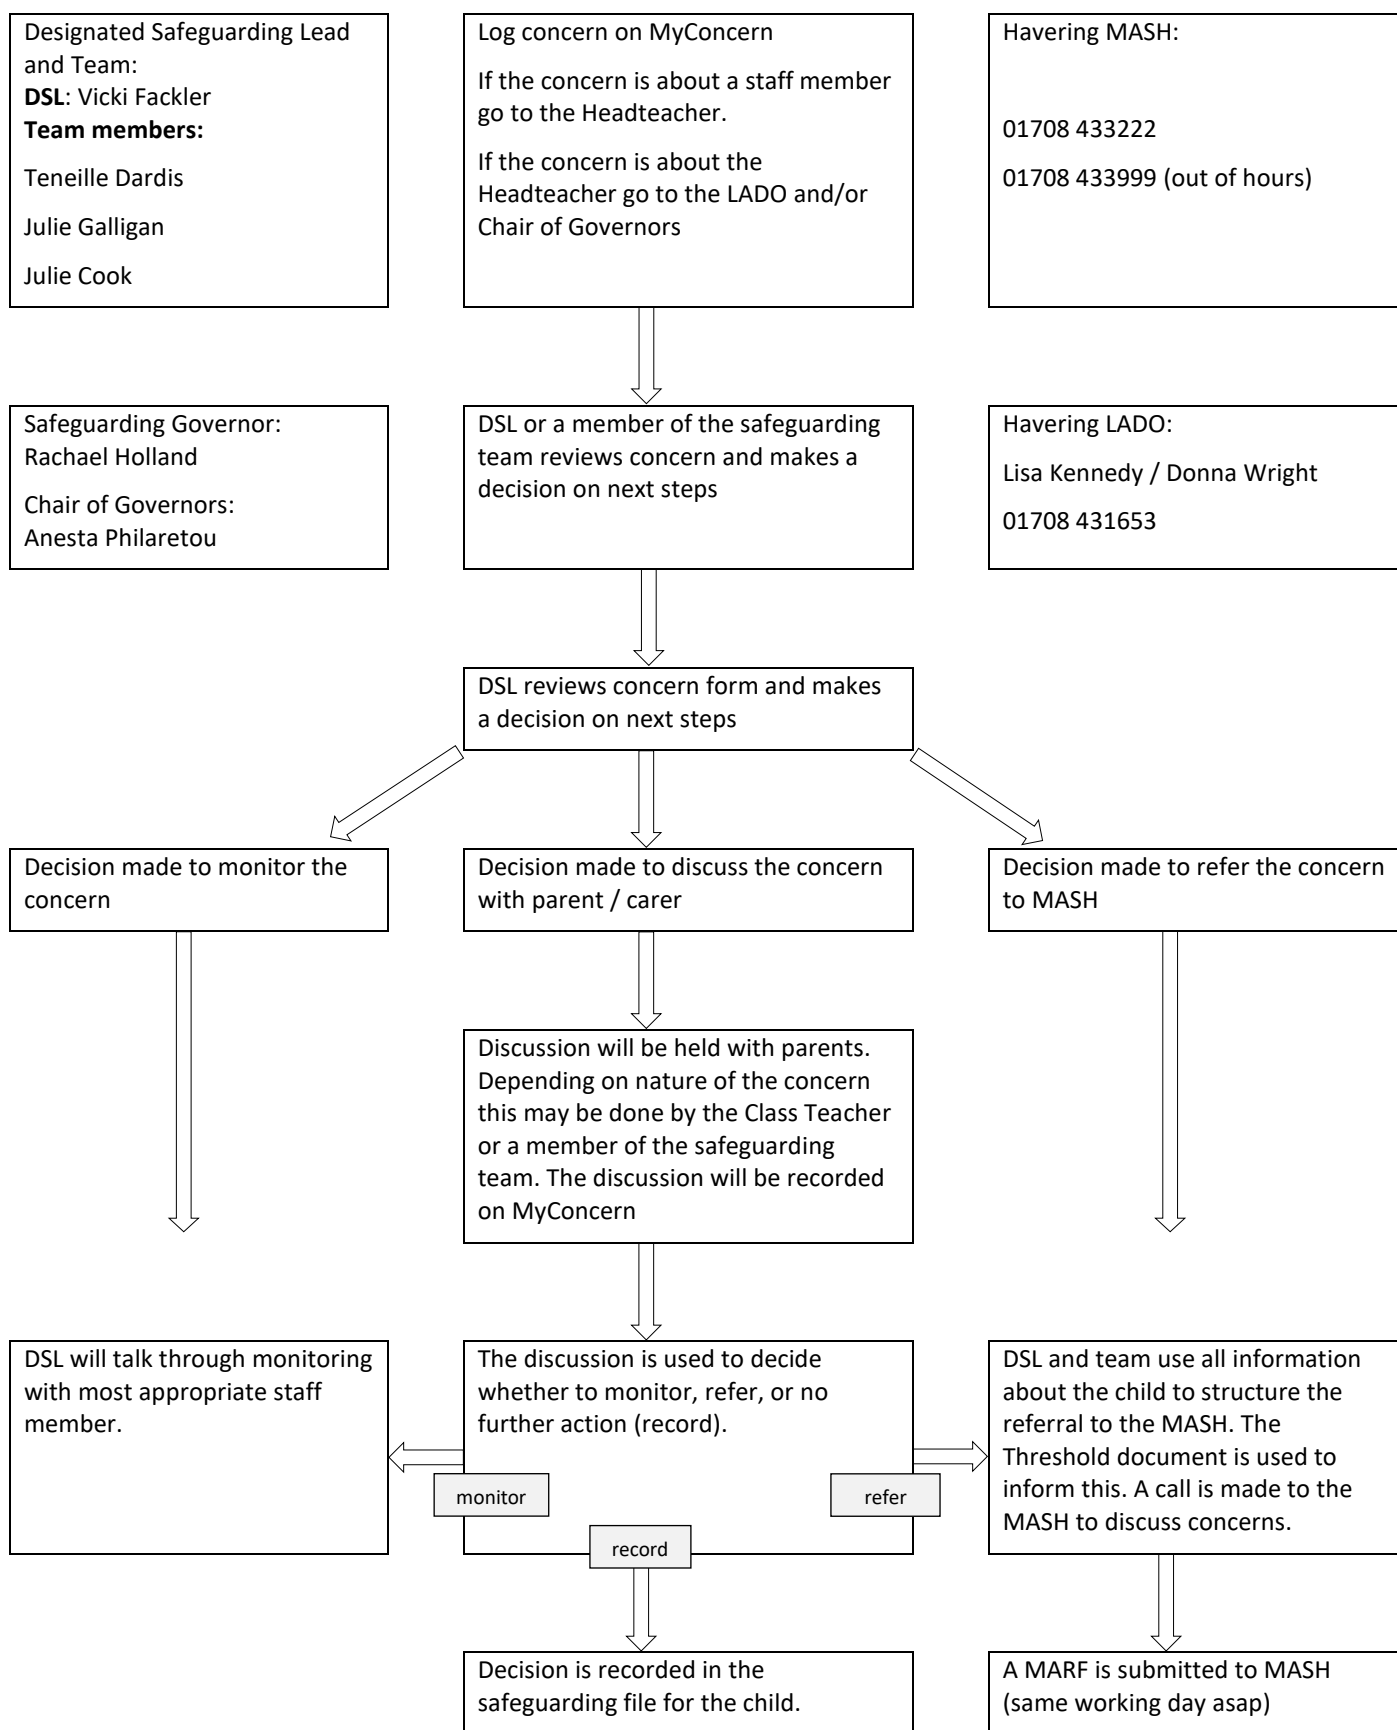 Designated Safeguarding Lead
and Team:
DSL: Vicki Fackler
Team members:
Teneille Dardis
Julie Galligan
Julie Cook
Log concern on MyConcern
If the concern is about a staff member
go to the Headteacher.
If the concern is about the
Headteacher go to the LADO and/or
Chair of Governors
Havering MASH:
01708 433222
01708 433999 (out of hours)
Safeguarding Governor:
Rachael Holland
Chair of Governors:
Anesta Philaretou
DSL or a member of the safeguarding
team reviews concern and makes a
decision on next steps
Havering LADO:
Lisa Kennedy / Donna Wright
01708 431653
DSL reviews concern form and makes
a decision on next steps
Decision made to monitor the
concern
Decision made to discuss the concern
with parent / carer
Decision made to refer the concern
to MASH
Discussion will be held with parents.
Depending on nature of the concern
this may be done by the Class Teacher
or a member of the safeguarding
team. The discussion will be recorded
on MyConcern
DSL will talk through monitoring
with most appropriate staff
member.
The discussion is used to decide
whether to monitor, refer, or no
further action (record).
monitor
refer
record
DSL and team use all information
about the child to structure the
referral to the MASH. The
Threshold document is used to
inform this. A call is made to the
MASH to discuss concerns.
Decision is recorded in the
safeguarding file for the child.
A MARF is submitted to MASH
(same working day asap)